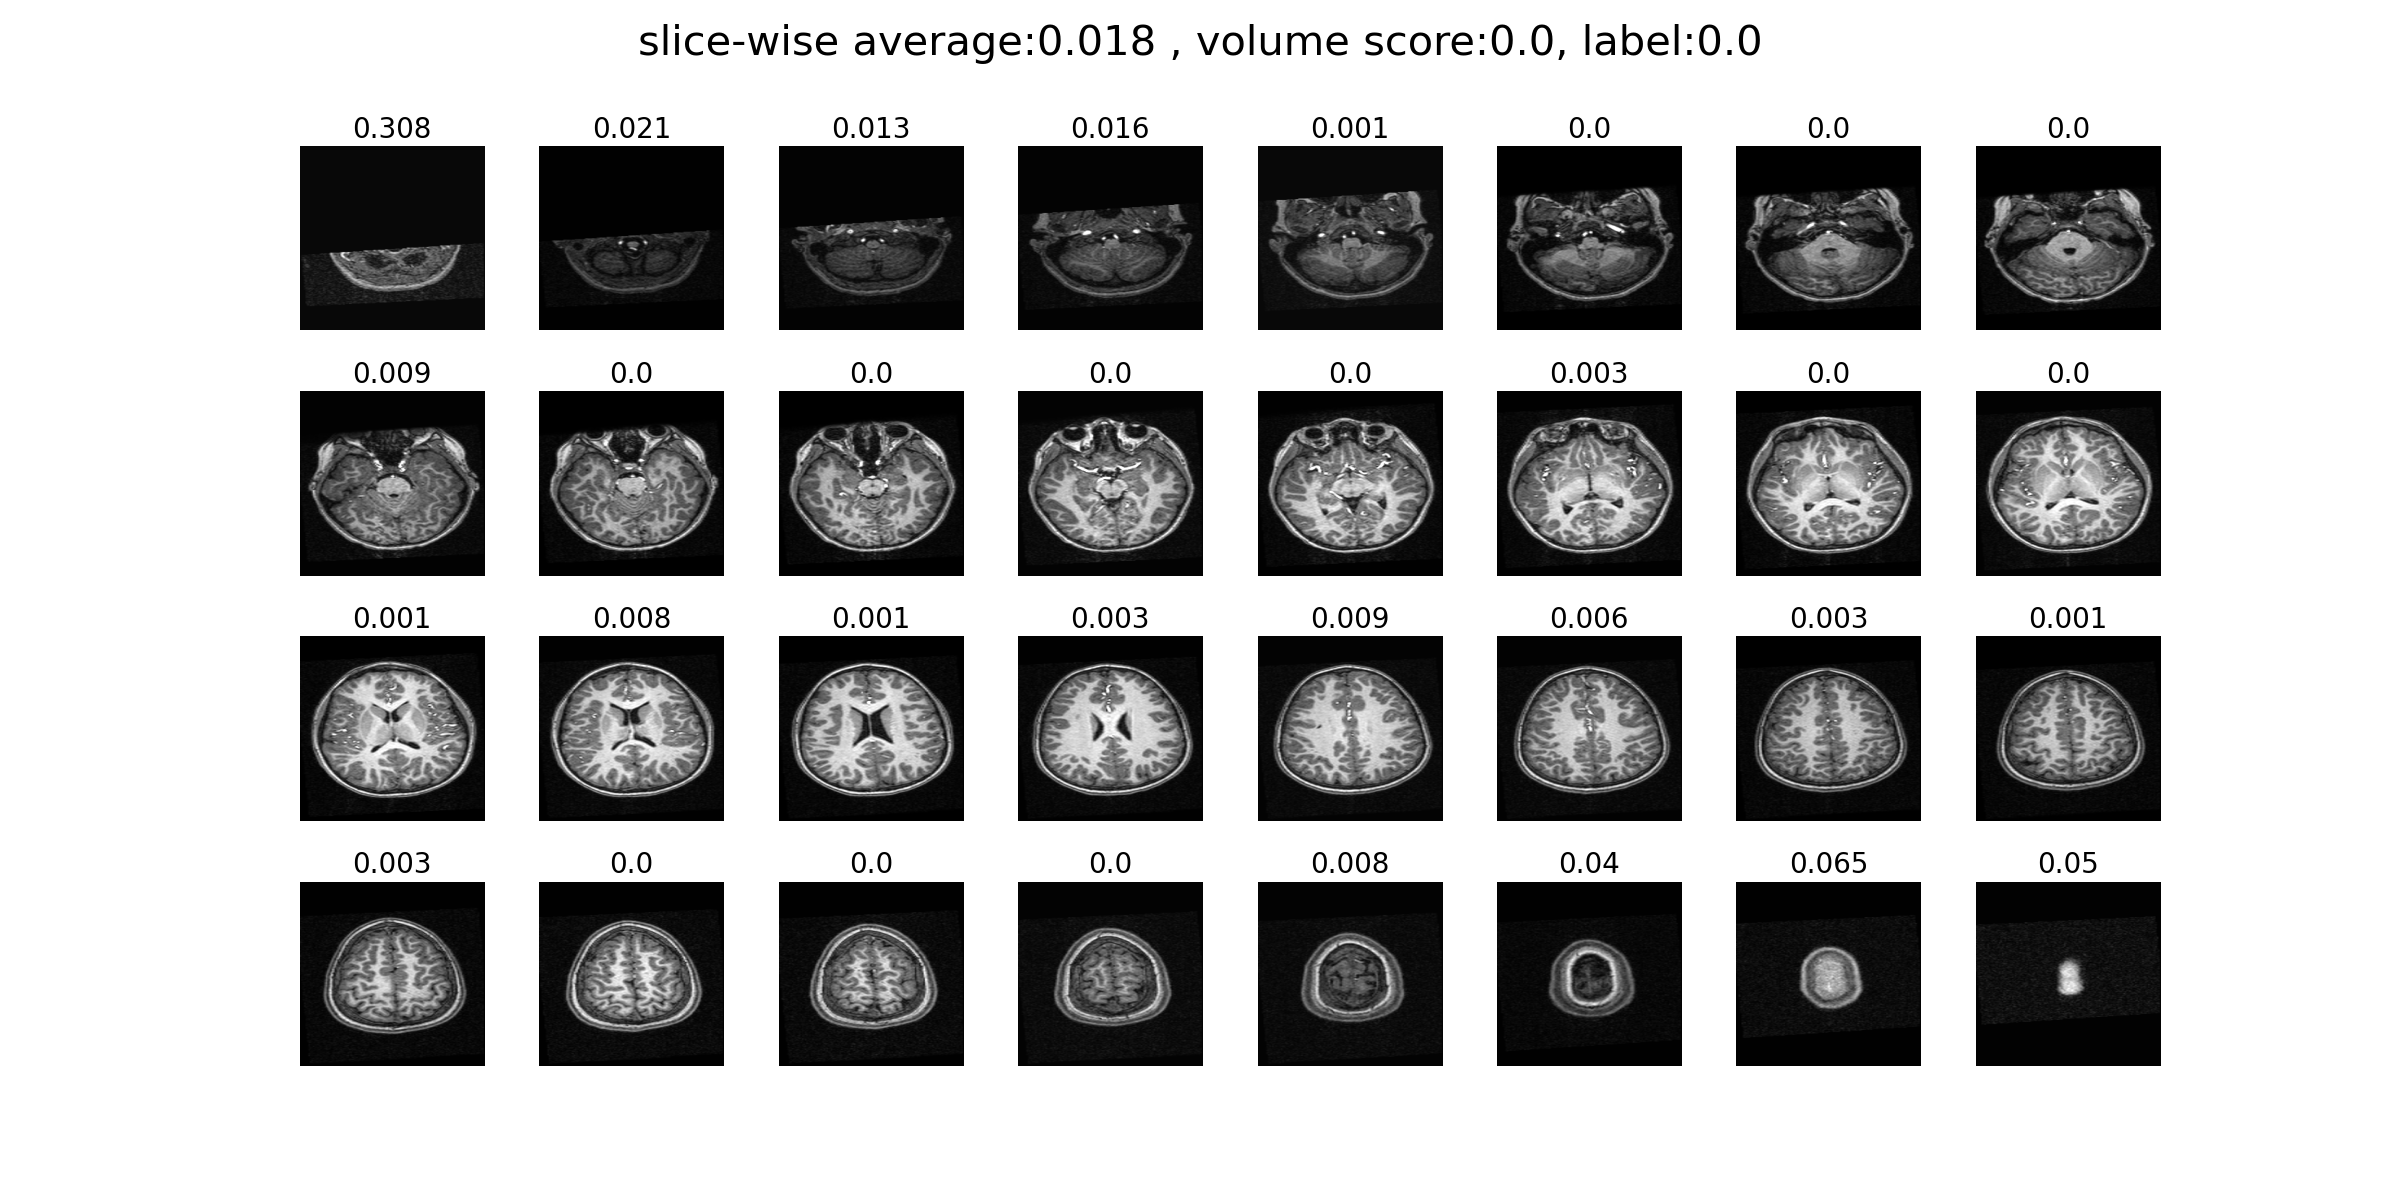 slice-wise average:0.018 , volume score:0.0, label:0.0
0.308 0.021 0.013 0.016 0.001 0.0 0.0 0.0
0.009 0.0 0.0 0.0 0.0 0.003 0.0 0.0
0.001 0.008 0.001 0.003 0.009 0.006 0.003 0.001
0.003 0.0 0.0 0.0 0.008 0.04 0.065 0.05